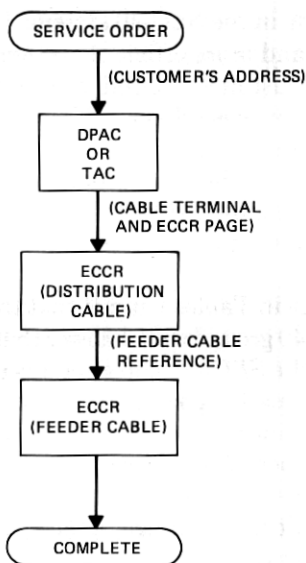 SERVICE ORDER
(CUSTOMER'S ADDRESS)
DPAC
OR
TAC
(CABLE TERMINAL
AND ECCR PAGE)
ECCR
(DISTRIBUTION
CABLE)
(FEEDER CABLE
REFERENCE)
ECCR
(FEEDER CABLE)
COMPLETE